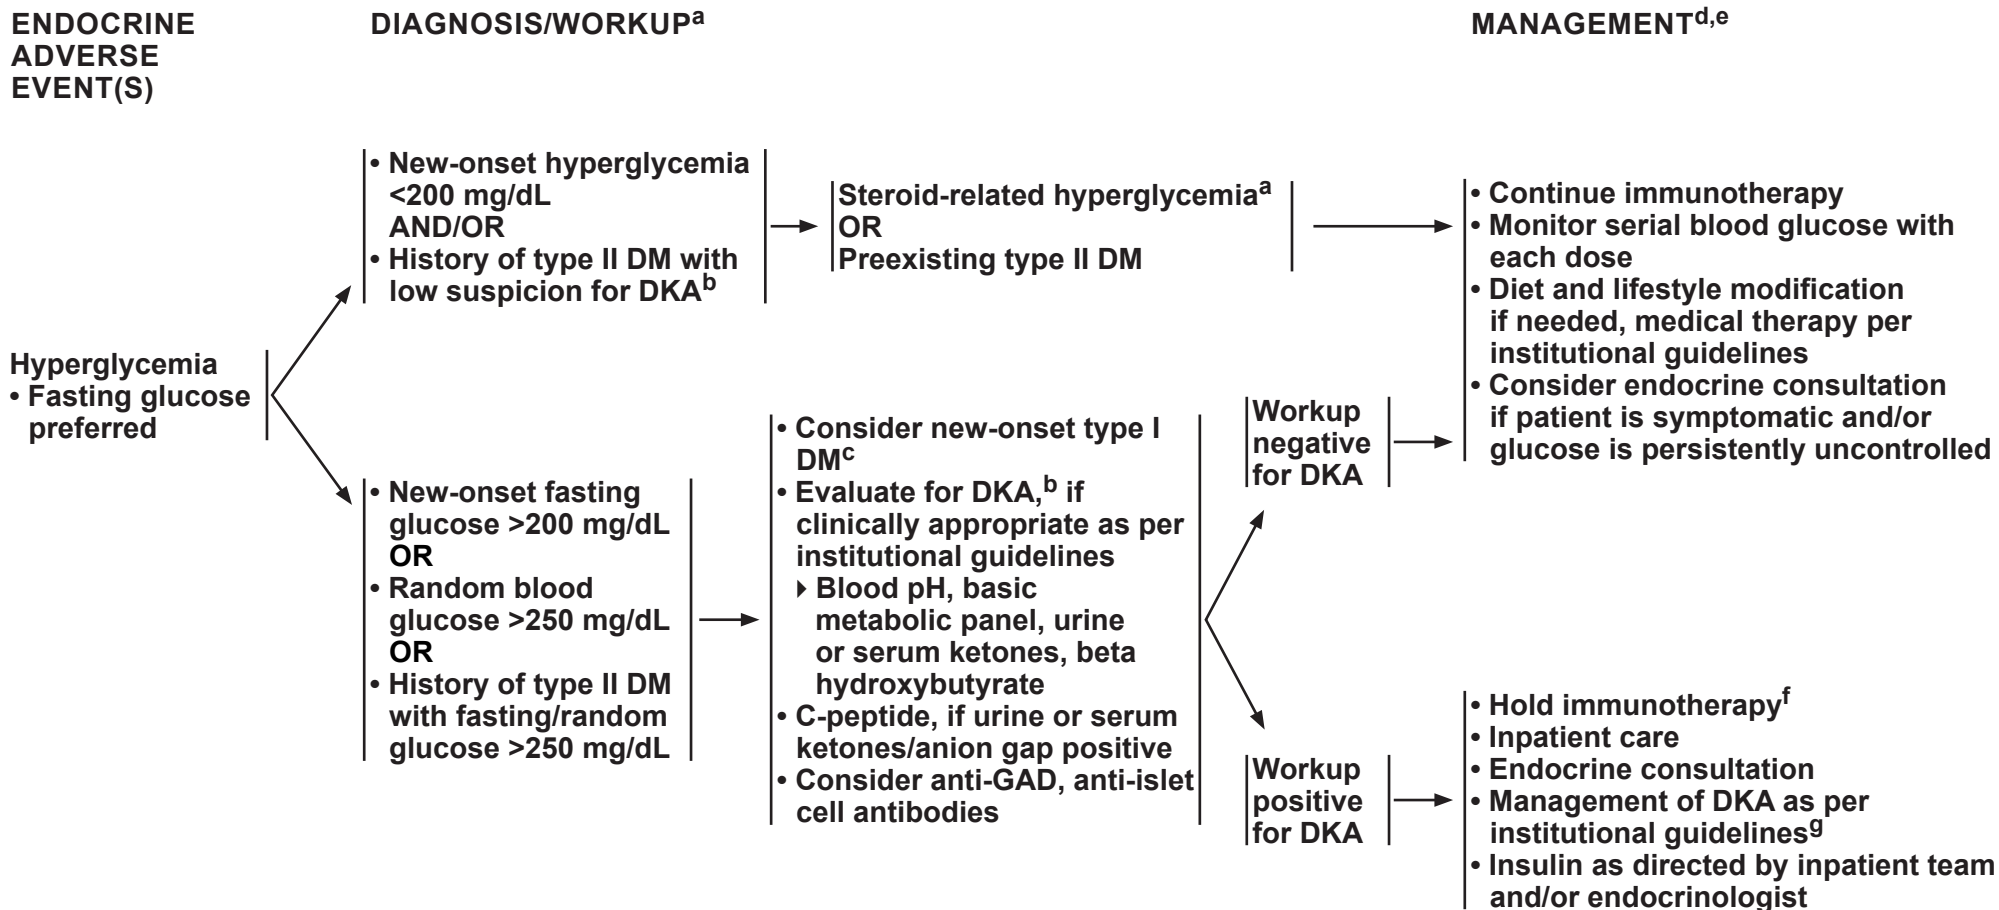 ENDOCRINE
ADVERSE
EVENT(S)
DIAGNOSIS/WORKUPa
MANAGEMENTd,e
Hyperglycemia
• Fasting glucose
preferred
• New-onset hyperglycemia
<200 mg/dL
AND/OR
• History of type II DM with
low suspicion for DKAb
Steroid-related hyperglycemiaa
OR
Preexisting type II DM
• Continue immunotherapy
• Monitor serial blood glucose with
each dose
• Diet and lifestyle modification
if needed, medical therapy per
institutional guidelines
• Consider endocrine consultation
if patient is symptomatic and/or
glucose is persistently uncontrolled
• New-onset fasting
glucose >200 mg/dL
OR
• Random blood
glucose >250 mg/dL
OR
• History of type II DM
with fasting/random
glucose >250 mg/dL
• Consider new-onset type I
DMc
• Evaluate for DKA,b if
clinically appropriate as per
institutional guidelines
‣ Blood pH, basic
metabolic panel, urine
or serum ketones, beta
hydroxybutyrate
• C-peptide, if urine or serum
ketones/anion gap positive
• Consider anti-GAD, anti-islet
cell antibodies
Workup
negative
for DKA
Workup
positive
for DKA
• Hold immunotherapyf
• Inpatient care
• Endocrine consultation
• Management of DKA as per
institutional guidelinesg
• Insulin as directed by inpatient team
and/or endocrinologist